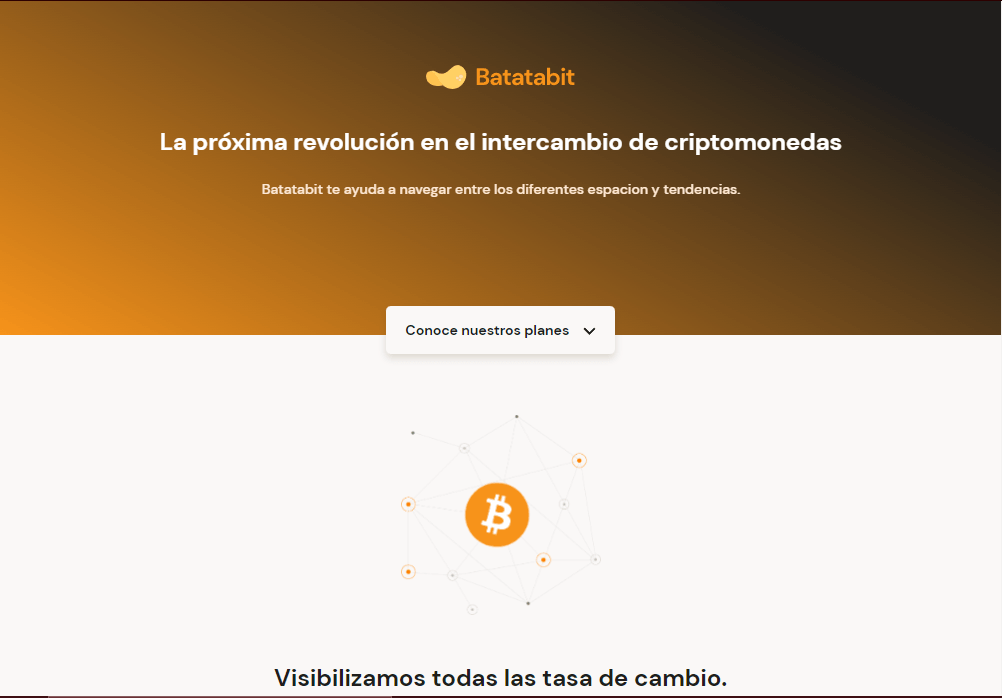 Batatabit
La próxima revolución en el intercambio de criptomonedas
Batatabit te ayuda a navegar entre los diferentes espacion y tendencias.
Conoce nuestros planes
Visibilizamos todas las tasa de cambio.